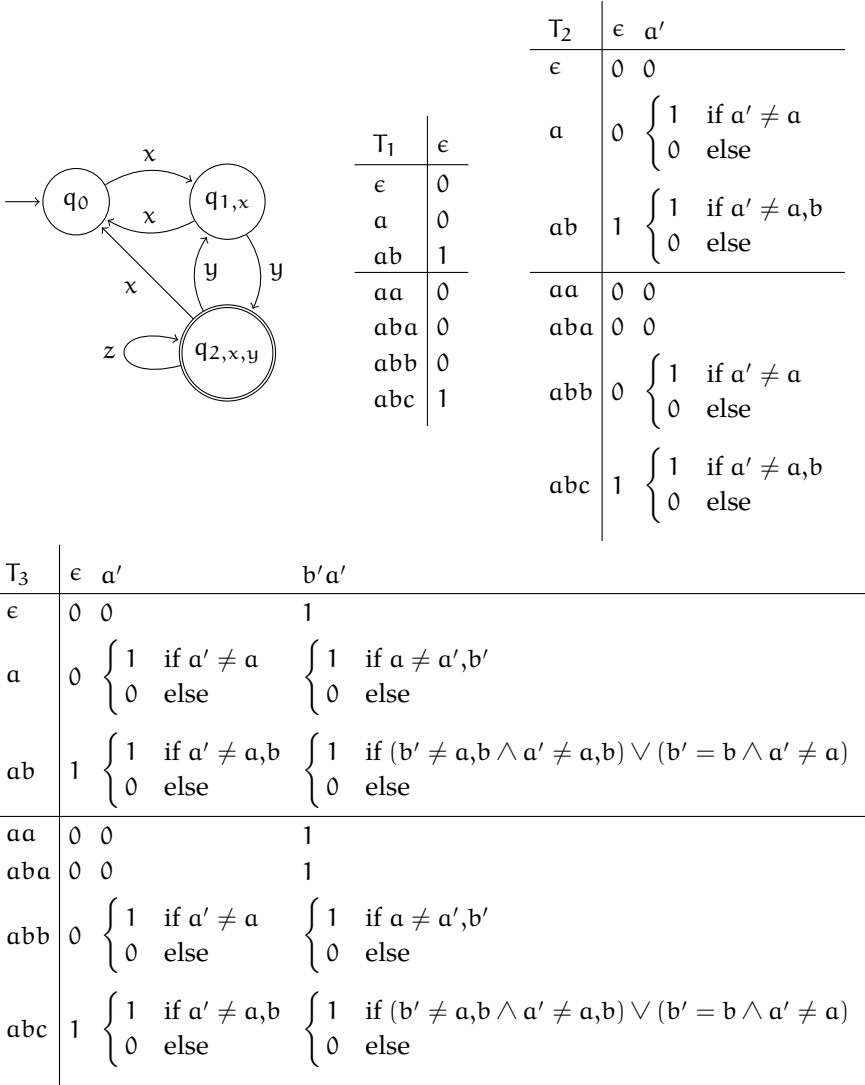 x
q₀ q₁,ₓ
x
x
y y
z q₂,ₓ,ᵧ
T₁ ϵ
ϵ 0
a 0
ab 1
aa 0
aba 0
abb 0
abc 1
T₂ ϵ a′
ϵ 0 0
a 0 { 1 if a′ ≠ a
0 else
ab 1 { 1 if a′ ≠ a,b
0 else
aa 0 0
aba 0 0
abb 0 { 1 if a′ ≠ a
0 else
abc 1 { 1 if a′ ≠ a,b
0 else
T₃ ϵ a′ b′a′
ϵ 0 0 1
a 0 { 1 if a′ ≠ a { 1 if a ≠ a′,b′
0 else 0 else
ab 1 { 1 if a′ ≠ a,b { 1 if (b′ ≠ a,b ∧ a′ ≠ a,b) ∨ (b′ = b ∧ a′ ≠ a)
0 else 0 else
aa 0 0 1
aba 0 0 1
abb 0 { 1 if a′ ≠ a { 1 if a ≠ a′,b′
0 else 0 else
abc 1 { 1 if a′ ≠ a,b { 1 if (b′ ≠ a,b ∧ a′ ≠ a,b) ∨ (b′ = b ∧ a′ ≠ a)
0 else 0 else